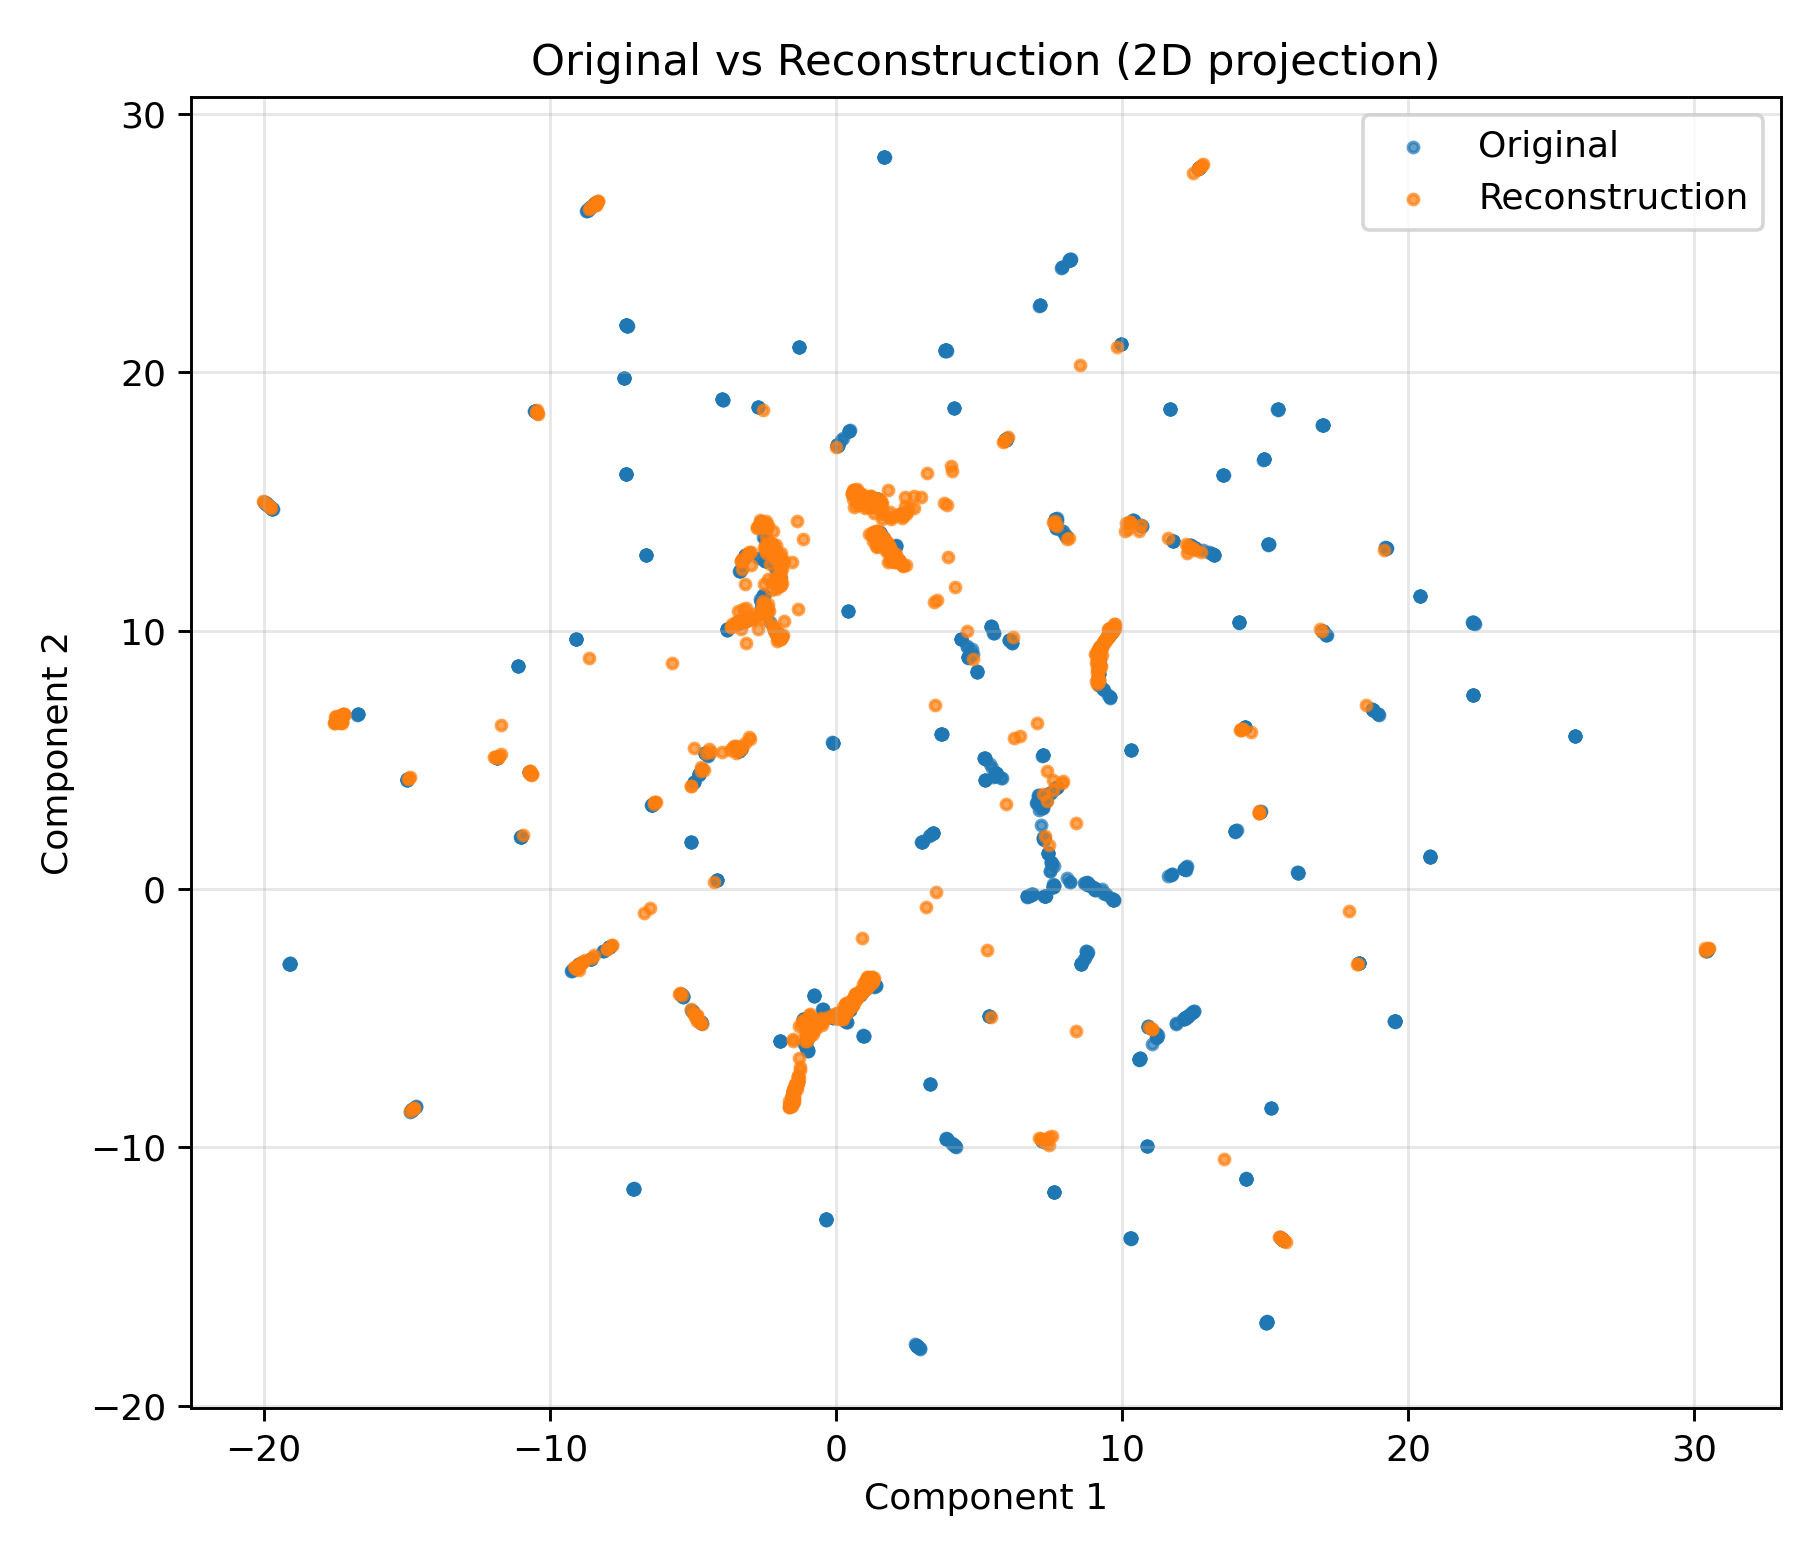 Original vs Reconstruction (2D projection)
Original
Reconstruction
30
20
10
0
−10
−20
Component 2
−20
−10
0
10
20
30
Component 1